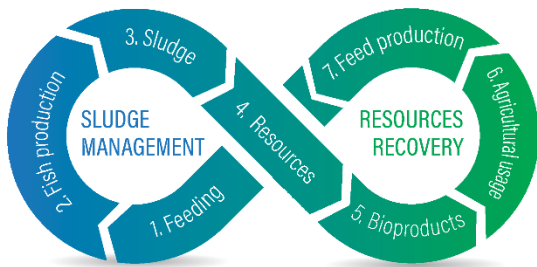 1. Feeding
2. Fish production
3. Sludge
4. Resources
5. Bioproducts
6. Agricultural usage
7. Feed production
SLUDGE
MANAGEMENT
RESOURCES
RECOVERY